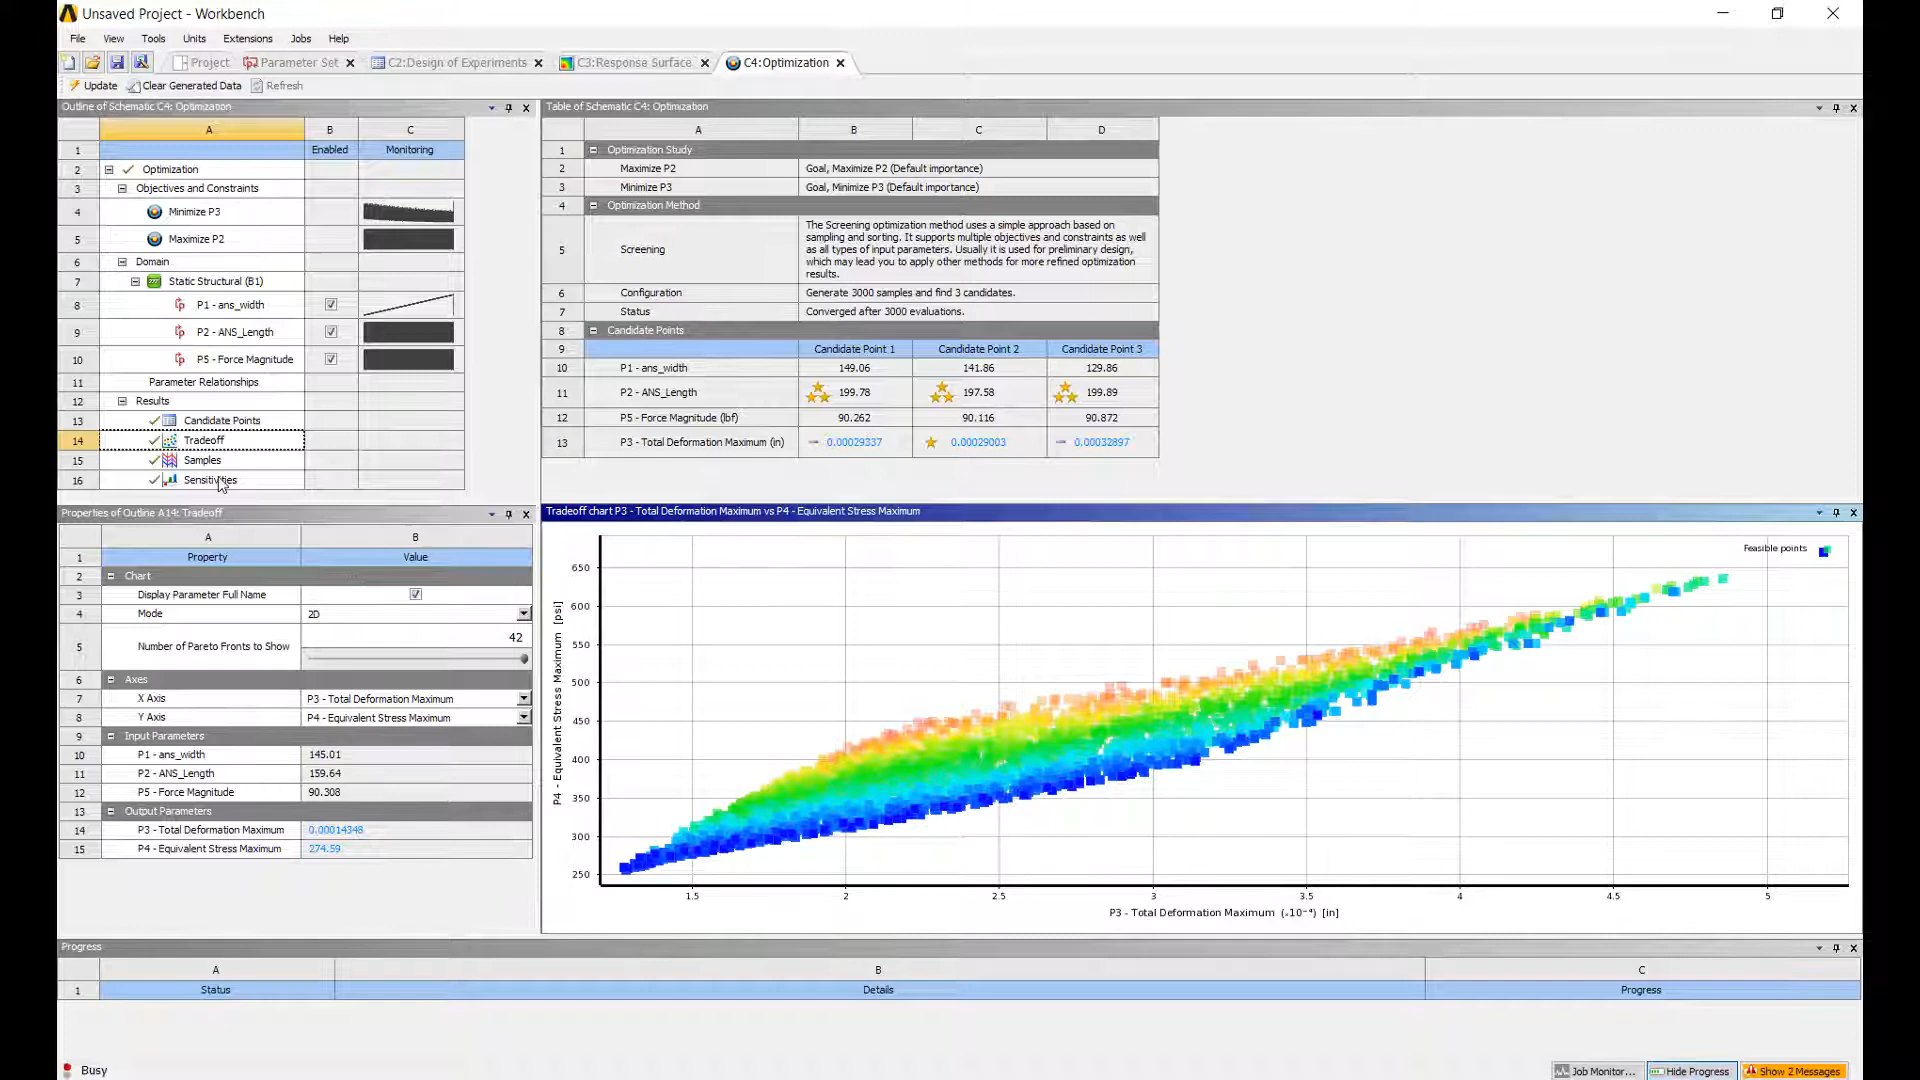 Unsaved Project - Workbench
File View Tools Units Extensions Jobs Help
Project Parameter Set C2:Design of Experiments C3:Response Surface C4:Optimization
Update Clear Generated Data Refresh
Outline of Schematic C4: Optimization
A B C
1 Enabled Monitoring
2 Optimization
3 Objectives and Constraints
4 Minimize P3
5 Maximize P2
6 Domain
7 Static Structural (B1)
8 P1 - ans_width
9 P2 - ANS_Length
10 P5 - Force Magnitude
11 Parameter Relationships
12 Results
13 Candidate Points
14 Tradeoff
15 Samples
16 Sensitivities
Table of Schematic C4: Optimization
A B C D
1 Optimization Study
2 Maximize P2 Goal, Maximize P2 (Default importance)
3 Minimize P3 Goal, Minimize P3 (Default importance)
4 Optimization Method
5 Screening The Screening optimization method uses a simple approach based on
sampling and sorting. It supports multiple objectives and constraints as well
as all types of input parameters. Usually it is used for preliminary design,
which may lead you to apply other methods for more refined optimization
results.
6 Configuration Generate 3000 samples and find 3 candidates.
7 Status Converged after 3000 evaluations.
8 Candidate Points
9 Candidate Point 1 Candidate Point 2 Candidate Point 3
10 P1 - ans_width 149.06 141.86 129.86
11 P2 - ANS_Length 199.78 197.58 199.89
12 P5 - Force Magnitude (lbf) 90.262 90.116 90.872
13 P3 - Total Deformation Maximum (in) 0.00029337 0.00029003 0.00032897
Properties of Outline A14: Tradeoff
A B
1 Property Value
2 Chart
3 Display Parameter Full Name
4 Mode 2D
5 Number of Pareto Fronts to Show 42
6 Axes
7 X Axis P3 - Total Deformation Maximum
8 Y Axis P4 - Equivalent Stress Maximum
9 Input Parameters
10 P1 - ans_width 145.01
11 P2 - ANS_Length 159.64
12 P5 - Force Magnitude 90.308
13 Output Parameters
14 P3 - Total Deformation Maximum 0.00014348
15 P4 - Equivalent Stress Maximum 274.59
Tradeoff chart P3 - Total Deformation Maximum vs P4 - Equivalent Stress Maximum
Feasible points
P4 - Equivalent Stress Maximum [psi]
650
600
550
500
450
400
350
300
250
1.5 2 2.5 3 3.5 4 4.5 5
P3 - Total Deformation Maximum (.10⁻⁴) [in]
Progress
A B C
1 Status Details Progress
Busy Job Monitor... Hide Progress Show 2 Messages